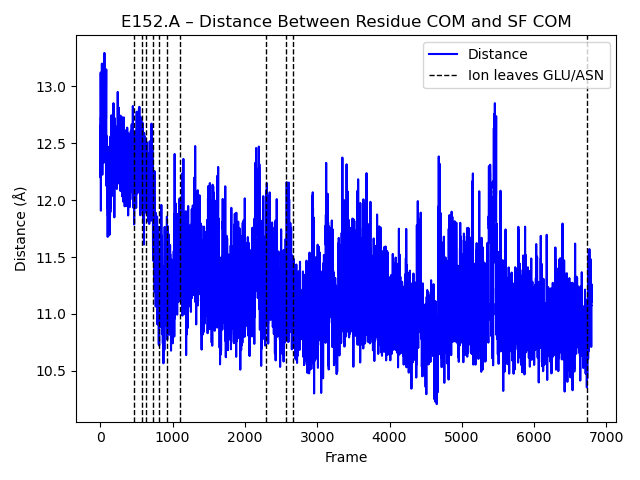 E152.A – Distance Between Residue COM and SF COM
Distance
Ion leaves GLU/ASN
Distance (Å)
13.0
12.5
12.0
11.5
11.0
10.5
0 1000 2000 3000 4000 5000 6000 7000
Frame